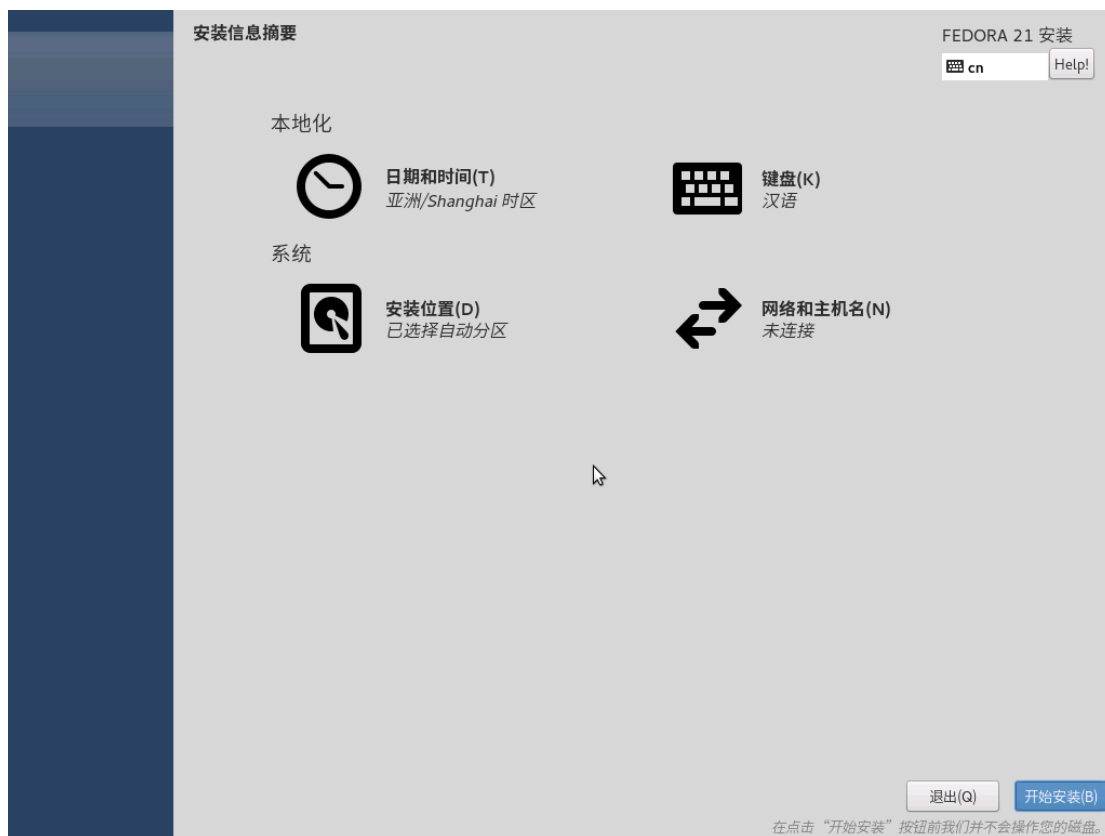 安装信息摘要
FEDORA 21 安装
cn
Help!
本地化
日期和时间(T)
亚洲/Shanghai 时区
键盘(K)
汉语
系统
安装位置(D)
已选择自动分区
网络和主机名(N)
未连接
退出(Q)
开始安装(B)
在点击“开始安装”按钮前我们并不会操作您的磁盘。